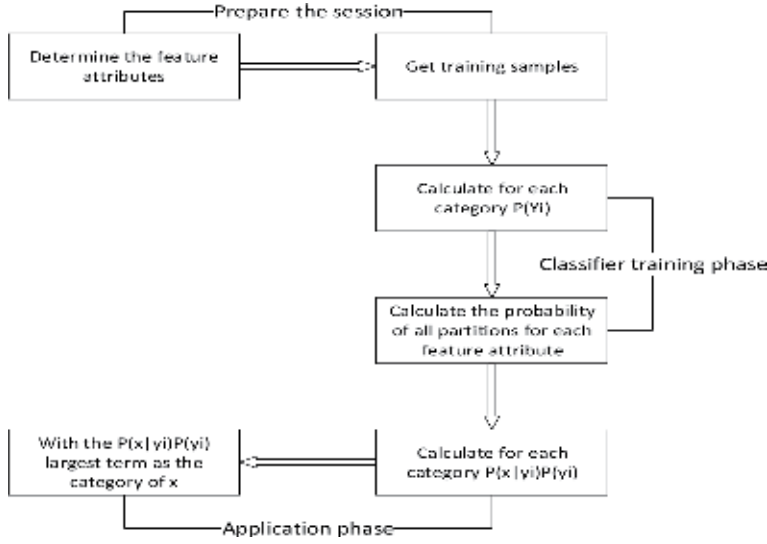 Prepare the session
Determine the feature
attributes
Get training samples
Calculate for each
category P(Yi)
Classifier training phase
Calculate the probability
of all partitions for each
feature attribute
With the P(x|yi)P(yi)
largest term as the
category of x
Calculate for each
category P(x|yi)P(yi)
Application phase